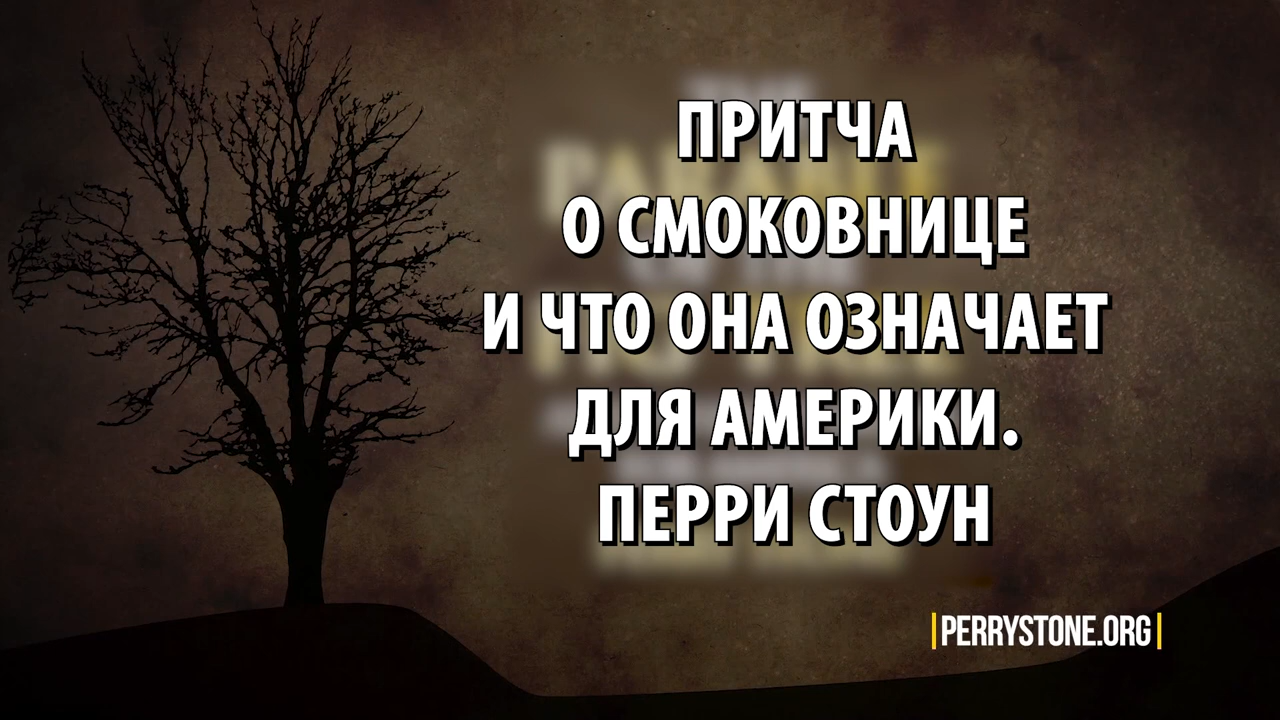 ПРИТЧА
О СМОКОВНИЦЕ
И ЧТО ОНА ОЗНАЧАЕТ
ДЛЯ АМЕРИКИ.
ПЕРРИ СТОУН
PERRYSTONE.ORG